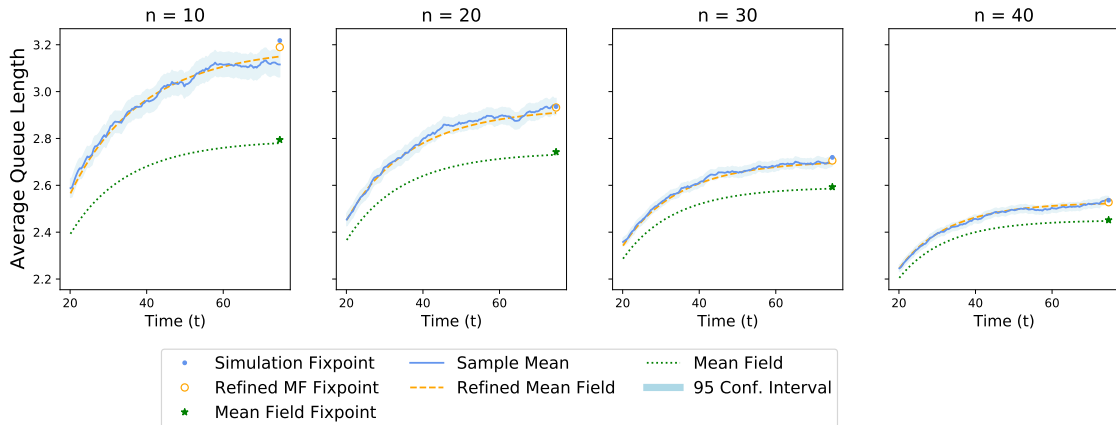 n = 10
n = 20
n = 30
n = 40
Average Queue Length
3.2
3.0
2.8
2.6
2.4
2.2
20 40 60
20 40 60
20 40 60
20 40 60
Time (t)
Time (t)
Time (t)
Time (t)
Simulation Fixpoint
Refined MF Fixpoint
Mean Field Fixpoint
Sample Mean
Refined Mean Field
Mean Field
95 Conf. Interval